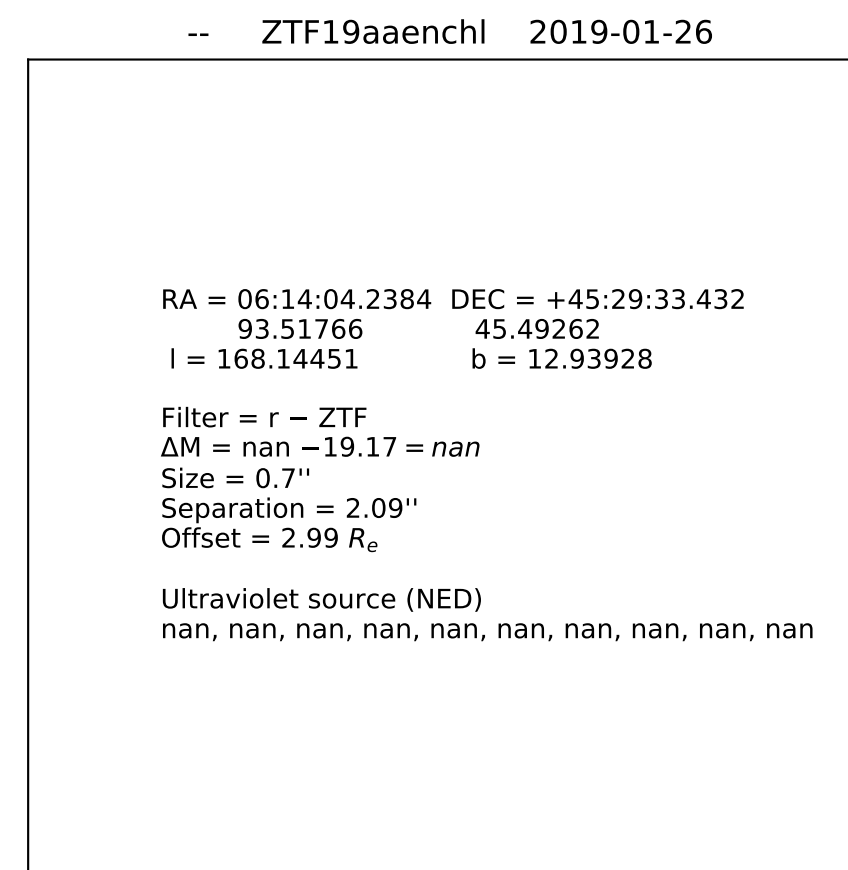 -- ZTF19aaenchl 2019-01-26
RA = 06:14:04.2384 DEC = +45:29:33.432
93.51766 45.49262
l = 168.14451 b = 12.93928
Filter = r − ZTF
ΔM = nan −19.17 = nan
Size = 0.7''
Separation = 2.09''
Offset = 2.99 Re
Ultraviolet source (NED)
nan, nan, nan, nan, nan, nan, nan, nan, nan, nan